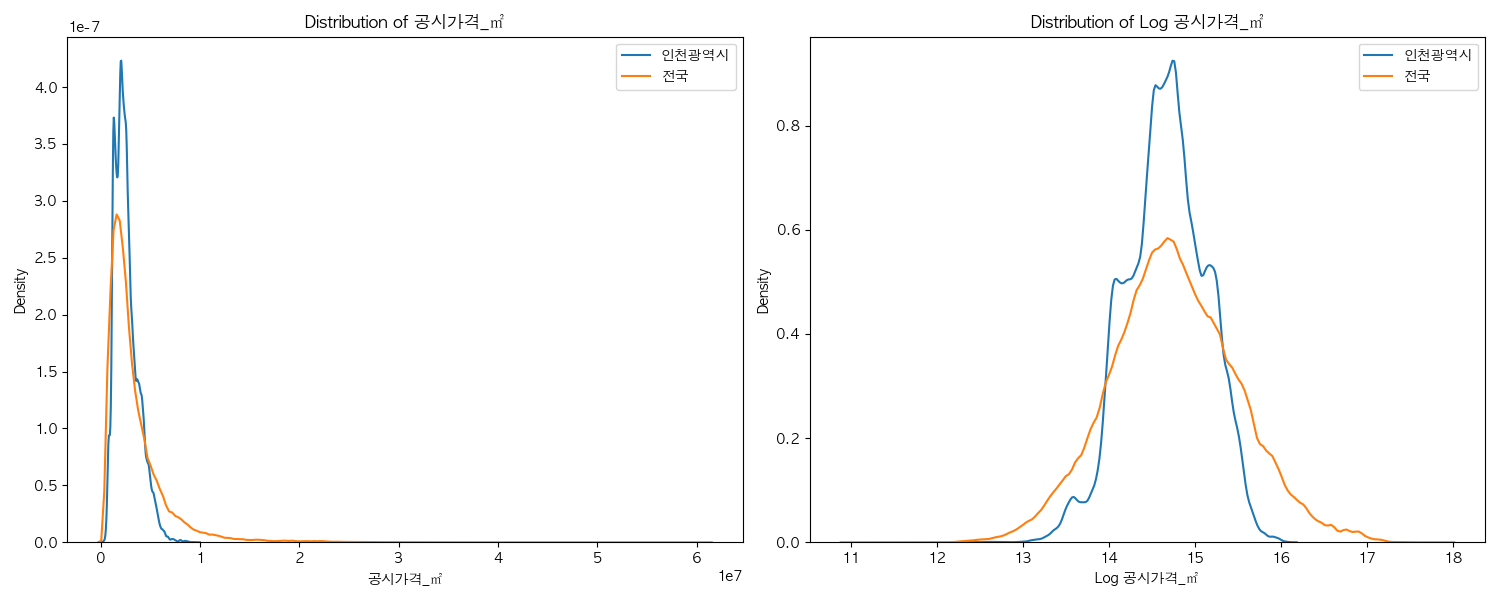 Distribution of 공시가격_㎡
1e-7
인천광역시
전국
4.0
3.5
3.0
2.5
2.0
1.5
1.0
0.5
0.0
Density
0 1 2 3 4 5 6
1e7
공시가격_㎡
Distribution of Log 공시가격_㎡
인천광역시
전국
0.8
0.6
0.4
0.2
0.0
Density
11 12 13 14 15 16 17 18
Log 공시가격_㎡